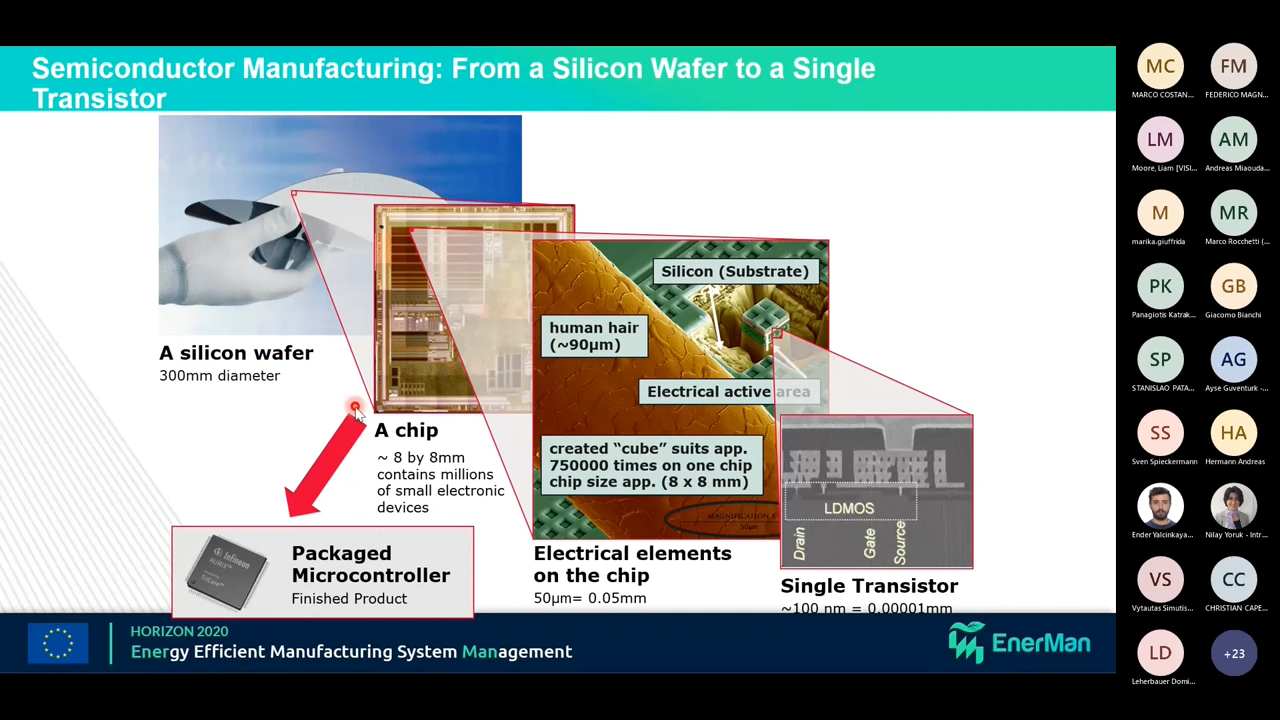 Semiconductor Manufacturing: From a Silicon Wafer to a Single
Transistor
A silicon wafer
300mm diameter
A chip
~ 8 by 8mm
contains millions
of small electronic
devices
Silicon (Substrate)
human hair
(~90µm)
Electrical active area
created “cube” suits app.
750000 times on one chip
chip size app. (8 x 8 mm)
MAGNIFICATION X
50µm
Electrical elements
on the chip
50µm= 0.05mm
LDMOS
Drain
Gate
Source
Single Transistor
~100 nm = 0,00001mm
Infineon
AURIX™
TriCore™
Packaged
Microcontroller
Finished Product
HORIZON 2020
Energy Efficient Manufacturing System Management
EnerMan
MC
MARCO COSTAN...
FM
FEDERICO MAGN...
LM
Moore, Liam [VISI...
AM
Andreas Miaouda...
M
marika.giuffrida
MR
Marco Rocchetti (...
PK
Panagiotis Katrak...
GB
Giacomo Bianchi
SP
STANISLAO PATA...
AG
Ayse Guventurk -...
SS
Sven Spieckermann
HA
Hermann Andreas
Ender Yalcinkaya...
Nilay Yoruk - Intr...
VS
Vytautas Simutis...
CC
CHRISTIAN CAPE...
LD
Leherbauer Domi...
+23